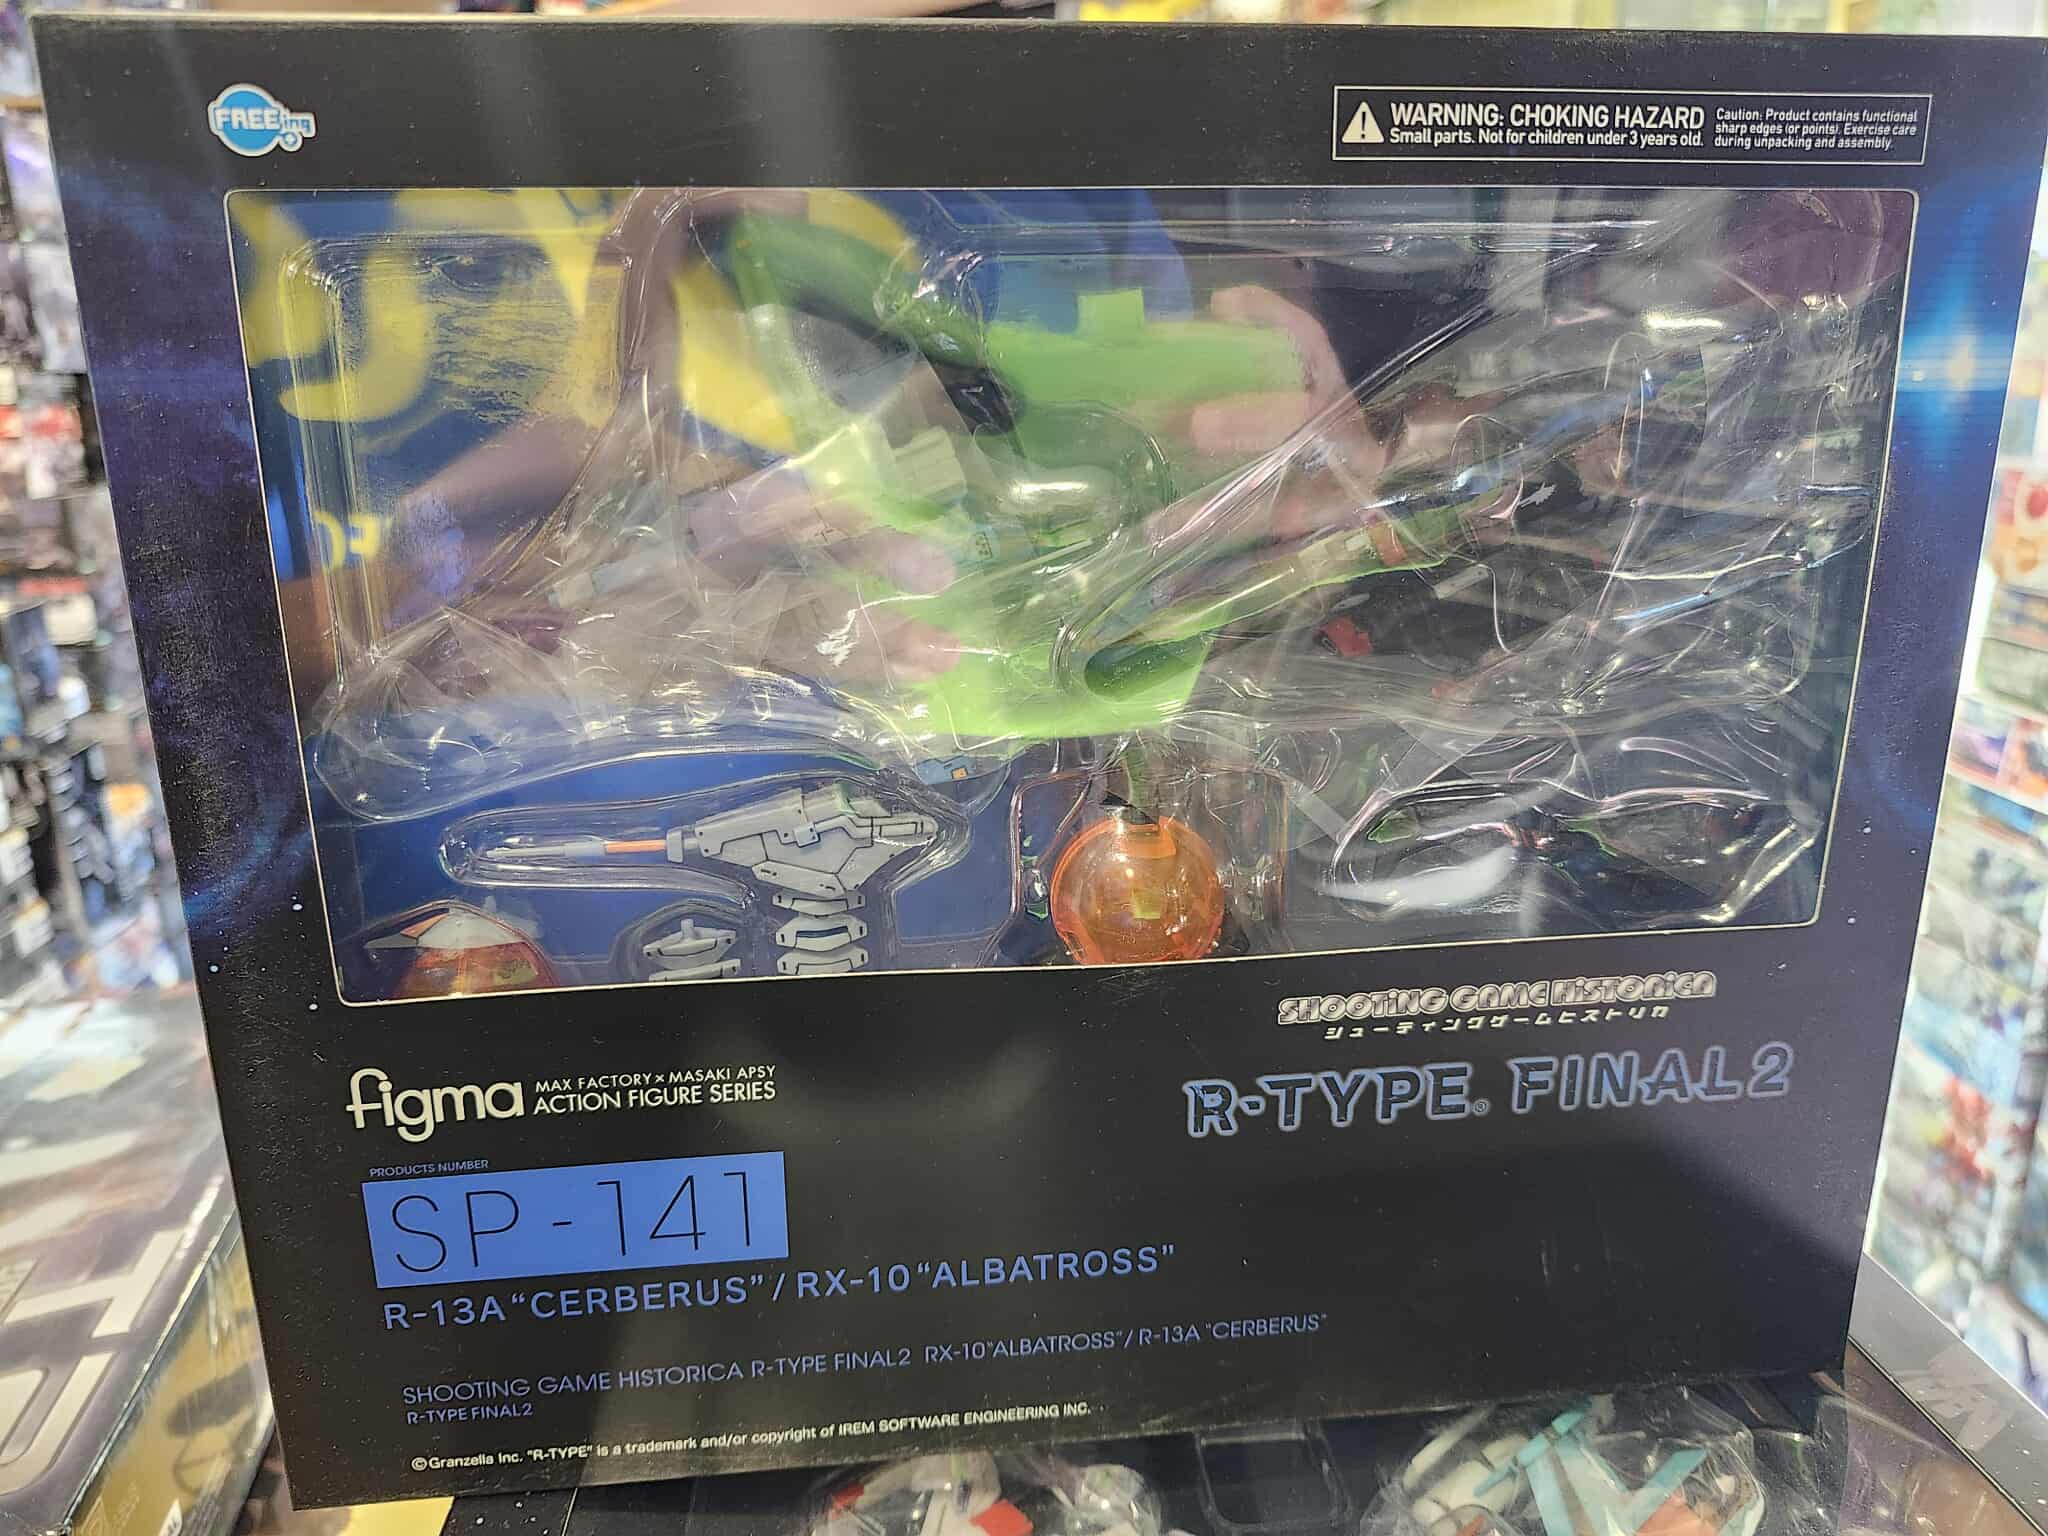 FREEing
WARNING: CHOKING HAZARD
Small parts. Not for children under 3 years old.
Caution: Product contains functional
sharp edges (or points). Exercise care
during unpacking and assembly.
SHOOTING GAME HISTORICA
シューティングゲームヒストリカ
R-TYPE® FINAL 2
figma
MAX FACTORY × MASAKI APSY
ACTION FIGURE SERIES
PRODUCTS NUMBER
SP-141
R-13A "CERBERUS" / RX-10 "ALBATROSS"
SHOOTING GAME HISTORICA R-TYPE FINAL2 RX-10"ALBATROSS"/ R-13A "CERBERUS"
R-TYPE FINAL2
©Granzella Inc. "R-TYPE" is a trademark and/or copyright of IREM SOFTWARE ENGINEERING INC.